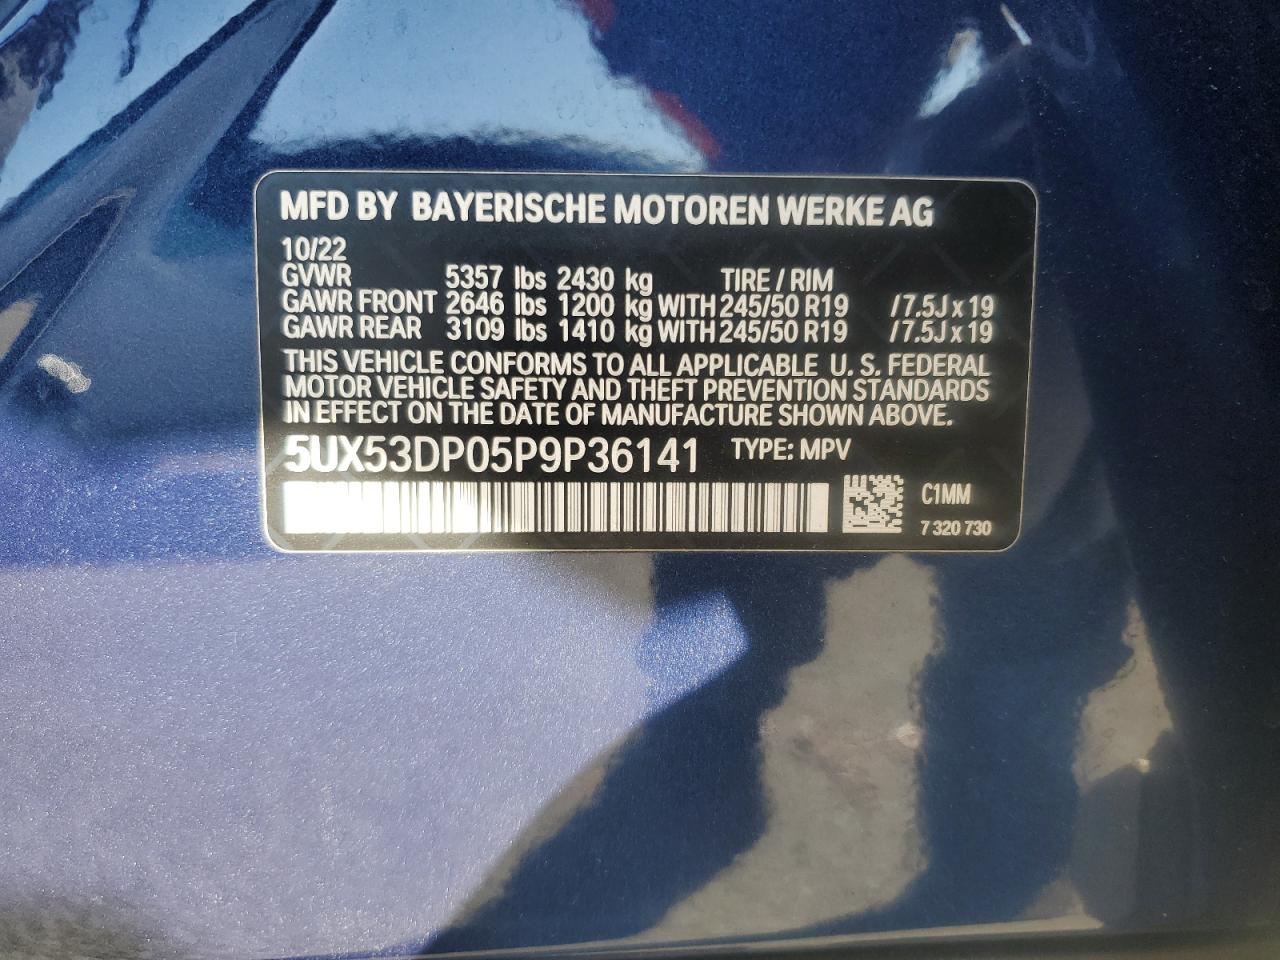 MFD BY BAYERISCHE MOTOREN WERKE AG
10/22
GVWR 5357 lbs 2430 kg TIRE / RIM
GAWR FRONT 2646 lbs 1200 kg WITH 245/50 R19 /7.5J x 19
GAWR REAR 3109 lbs 1410 kg WITH 245/50 R19 /7.5J x 19
THIS VEHICLE CONFORMS TO ALL APPLICABLE U. S. FEDERAL
MOTOR VEHICLE SAFETY AND THEFT PREVENTION STANDARDS
IN EFFECT ON THE DATE OF MANUFACTURE SHOWN ABOVE.
5UX53DP05P9P36141 TYPE: MPV
C1MM
7 320 730